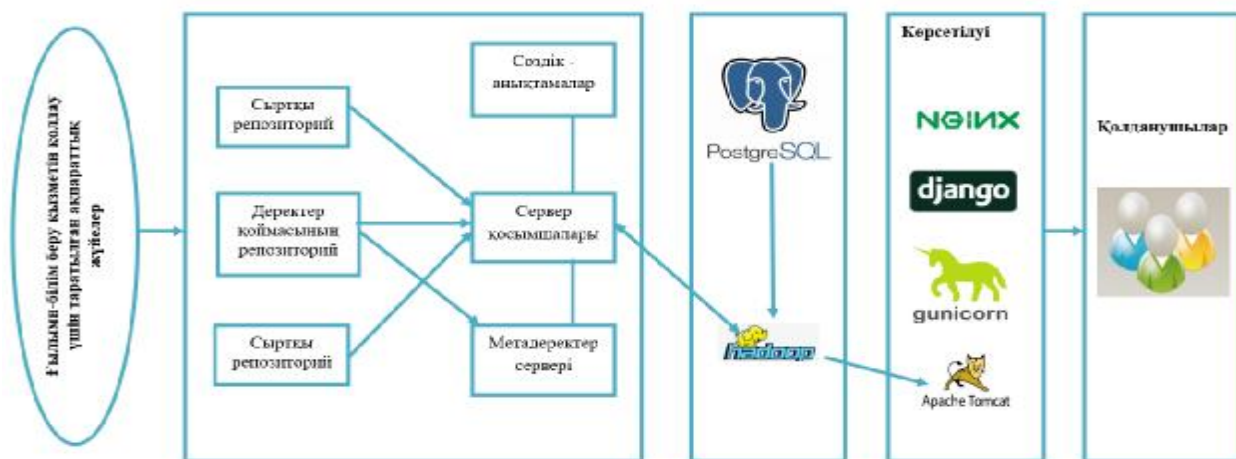 Ғылыми-білім беру қызметін қолдау
үшін таратылған ақпараттық
жүйелер
Сыртқы
репозиторий
Деректер
қоймасының
репозиторий
Сыртқы
репозиторий
Сөздік -
анықтамалар
Сервер
қосымшалары
Метадеректер
сервері
PostgreSQL
hadoop
Көрсетілуі
NGINX
django
gunicorn
Apache Tomcat
Қолданушылар